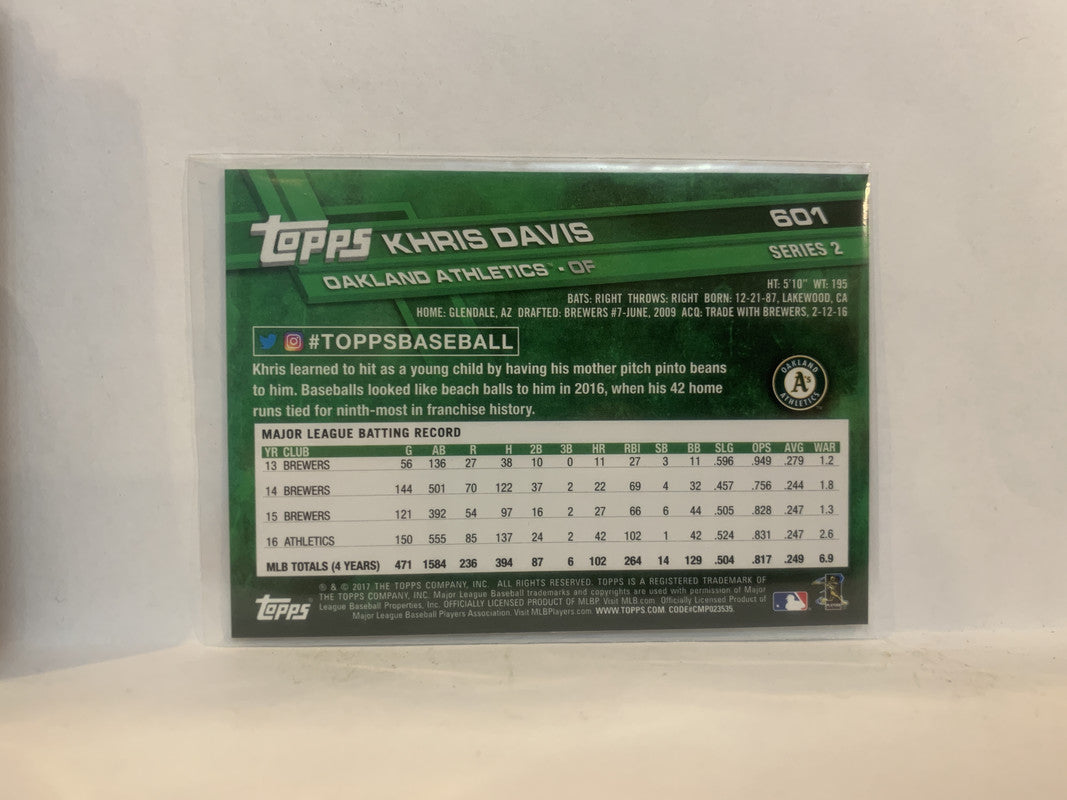 topps KHRIS DAVIS 601
OAKLAND ATHLETICS™ • OF SERIES 2
HT: 5'10" WT: 195
BATS: RIGHT THROWS: RIGHT BORN: 12-21-87, LAKEWOOD, CA
HOME: GLENDALE, AZ DRAFTED: BREWERS #7-JUNE, 2009 ACQ: TRADE WITH BREWERS, 2-12-16
#TOPPSBASEBALL
Khris learned to hit as a young child by having his mother pitch pinto beans
to him. Baseballs looked like beach balls to him in 2016, when his 42 home
runs tied for ninth-most in franchise history.
OAKLAND A's ATHLETICS
MAJOR LEAGUE BATTING RECORD
YR CLUB G AB R H 2B 3B HR RBI SB BB SLG OPS AVG WAR
13 BREWERS 56 136 27 38 10 0 11 27 3 11 .596 .949 .279 1.2
14 BREWERS 144 501 70 122 37 2 22 69 4 32 .457 .756 .244 1.8
15 BREWERS 121 392 54 97 16 2 27 66 6 44 .505 .828 .247 1.3
16 ATHLETICS 150 555 85 137 24 2 42 102 1 42 .524 .831 .247 2.6
MLB TOTALS (4 YEARS) 471 1584 236 394 87 6 102 264 14 129 .504 .817 .249 6.9
® & © 2017 THE TOPPS COMPANY, INC. ALL RIGHTS RESERVED. TOPPS IS A REGISTERED TRADEMARK OF
THE TOPPS COMPANY, INC. Major League Baseball trademarks and copyrights are used with permission of Major
League Baseball Properties, Inc. OFFICIALLY LICENSED PRODUCT OF MLBP. Visit MLB.com. Officially Licensed Product of
Major League Baseball Players Association. Visit MLBPlayers.com. WWW.TOPPS.COM. CODE#CMP023535.
topps